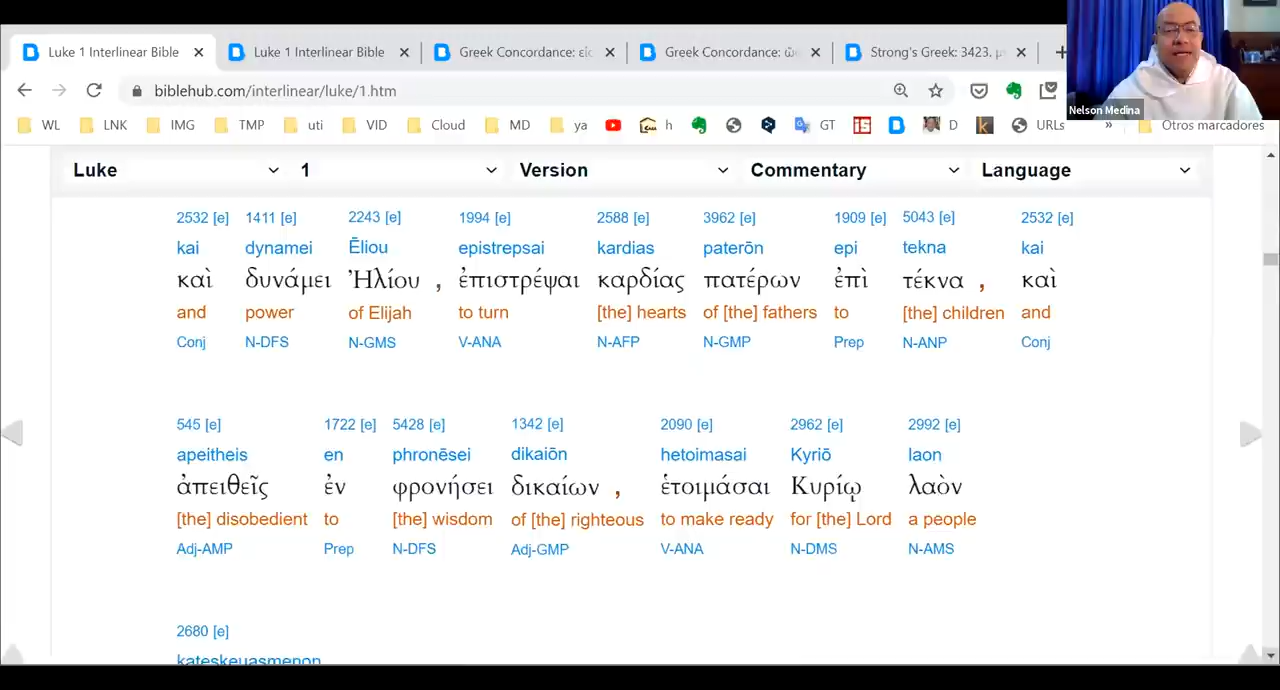 Luke 1 Interlinear Bible
Luke 1 Interlinear Bible
Greek Concordance: εἰς
Greek Concordance: ὡς
Strong's Greek: 3423.
biblehub.com/interlinear/luke/1.htm
Nelson Medina
WL LNK IMG TMP uti VID Cloud MD ya h GT D URLs » Otros marcadores
Luke 1 Version Commentary Language
2532 [e] 1411 [e] 2243 [e] 1994 [e] 2588 [e] 3962 [e] 1909 [e] 5043 [e] 2532 [e]
kai dynamei Ēliou epistrepsai kardias paterōn epi tekna kai
καὶ δυνάμει Ἠλίου , ἐπιστρέψαι καρδίας πατέρων ἐπὶ τέκνα , καὶ
and power of Elijah to turn [the] hearts of [the] fathers to [the] children and
Conj N-DFS N-GMS V-ANA N-AFP N-GMP Prep N-ANP Conj
545 [e] 1722 [e] 5428 [e] 1342 [e] 2090 [e] 2962 [e] 2992 [e]
apeitheis en phronēsei dikaiōn hetoimasai Kyriō laon
ἀπειθεῖς ἐν φρονήσει δικαίων , ἑτοιμάσαι Κυρίῳ λαὸν
[the] disobedient to [the] wisdom of [the] righteous to make ready for [the] Lord a people
Adj-AMP Prep N-DFS Adj-GMP V-ANA N-DMS N-AMS
2680 [e]
kateskeuasmenon